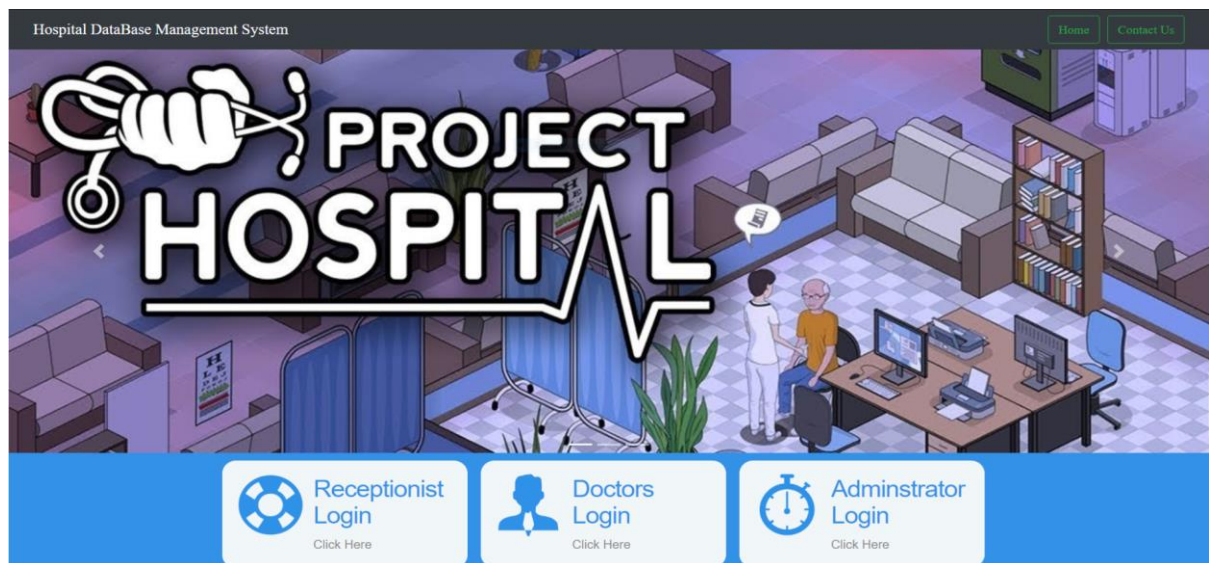 Hospital DataBase Management System
Home
Contact Us
PROJECT
HOSPITAL
H
Receptionist
Login
Click Here
Doctors
Login
Click Here
Adminstrator
Login
Click Here